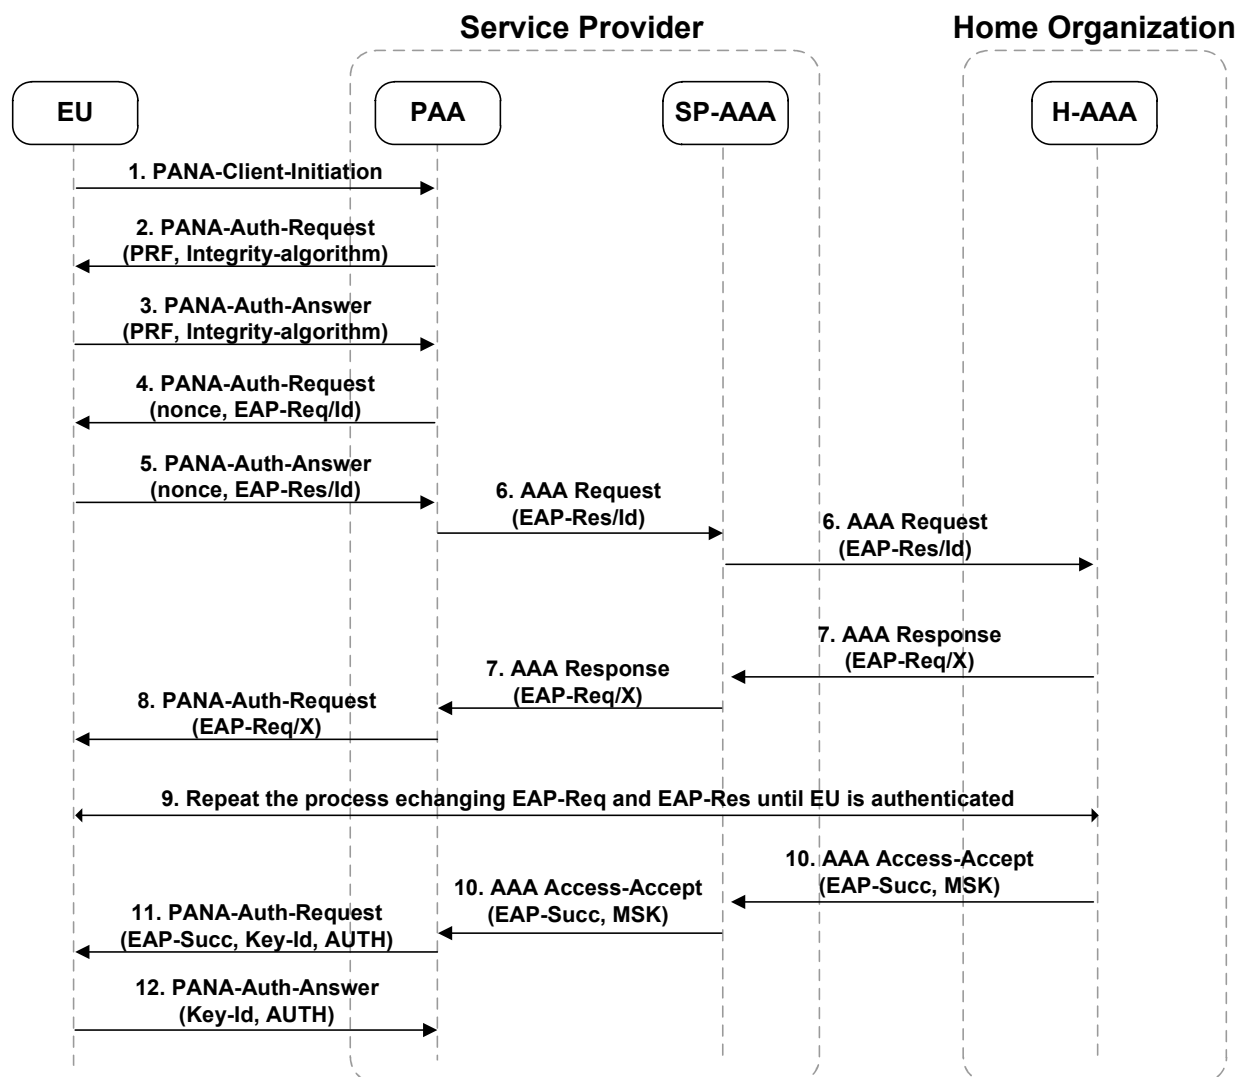 Service Provider
Home Organization
EU
PAA
SP-AAA
H-AAA
1. PANA-Client-Initiation
2. PANA-Auth-Request
(PRF, Integrity-algorithm)
3. PANA-Auth-Answer
(PRF, Integrity-algorithm)
4. PANA-Auth-Request
(nonce, EAP-Req/Id)
5. PANA-Auth-Answer
(nonce, EAP-Res/Id)
6. AAA Request
(EAP-Res/Id)
6. AAA Request
(EAP-Res/Id)
7. AAA Response
(EAP-Req/X)
7. AAA Response
(EAP-Req/X)
8. PANA-Auth-Request
(EAP-Req/X)
9. Repeat the process echanging EAP-Req and EAP-Res until EU is authenticated
10. AAA Access-Accept
(EAP-Succ, MSK)
10. AAA Access-Accept
(EAP-Succ, MSK)
11. PANA-Auth-Request
(EAP-Succ, Key-Id, AUTH)
12. PANA-Auth-Answer
(Key-Id, AUTH)